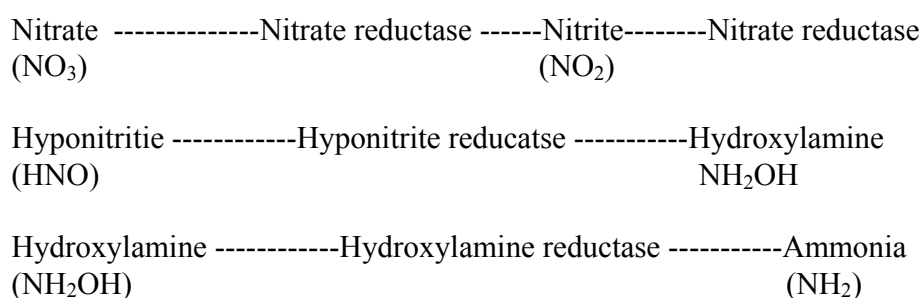 Nitrate --------------Nitrate reductase ------Nitrite--------Nitrate reductase
(NO₃) (NO₂)
Hyponitritie ------------Hyponitrite reducatse -----------Hydroxylamine
(HNO) NH₂OH
Hydroxylamine ------------Hydroxylamine reductase -----------Ammonia
(NH₂OH) (NH₂)